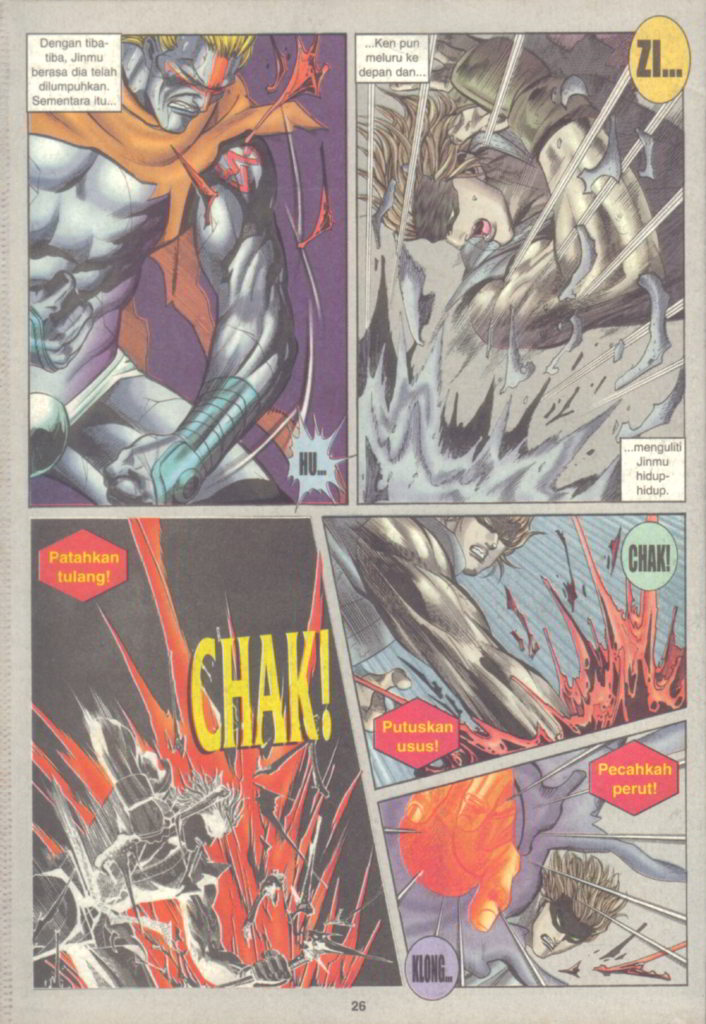 Dengan tiba-
tiba, Jinmu
berasa dia telah
dilumpuhkan.
Sementara itu...
HU...
...Ken pun
meluru ke
depan dan...
ZI...
...menguliti
Jinmu
hidup-
hidup.
Patahkan
tulang!
CHAK!
CHAK!
Putuskan
usus!
Pecahkah
perut!
KLONG...
26